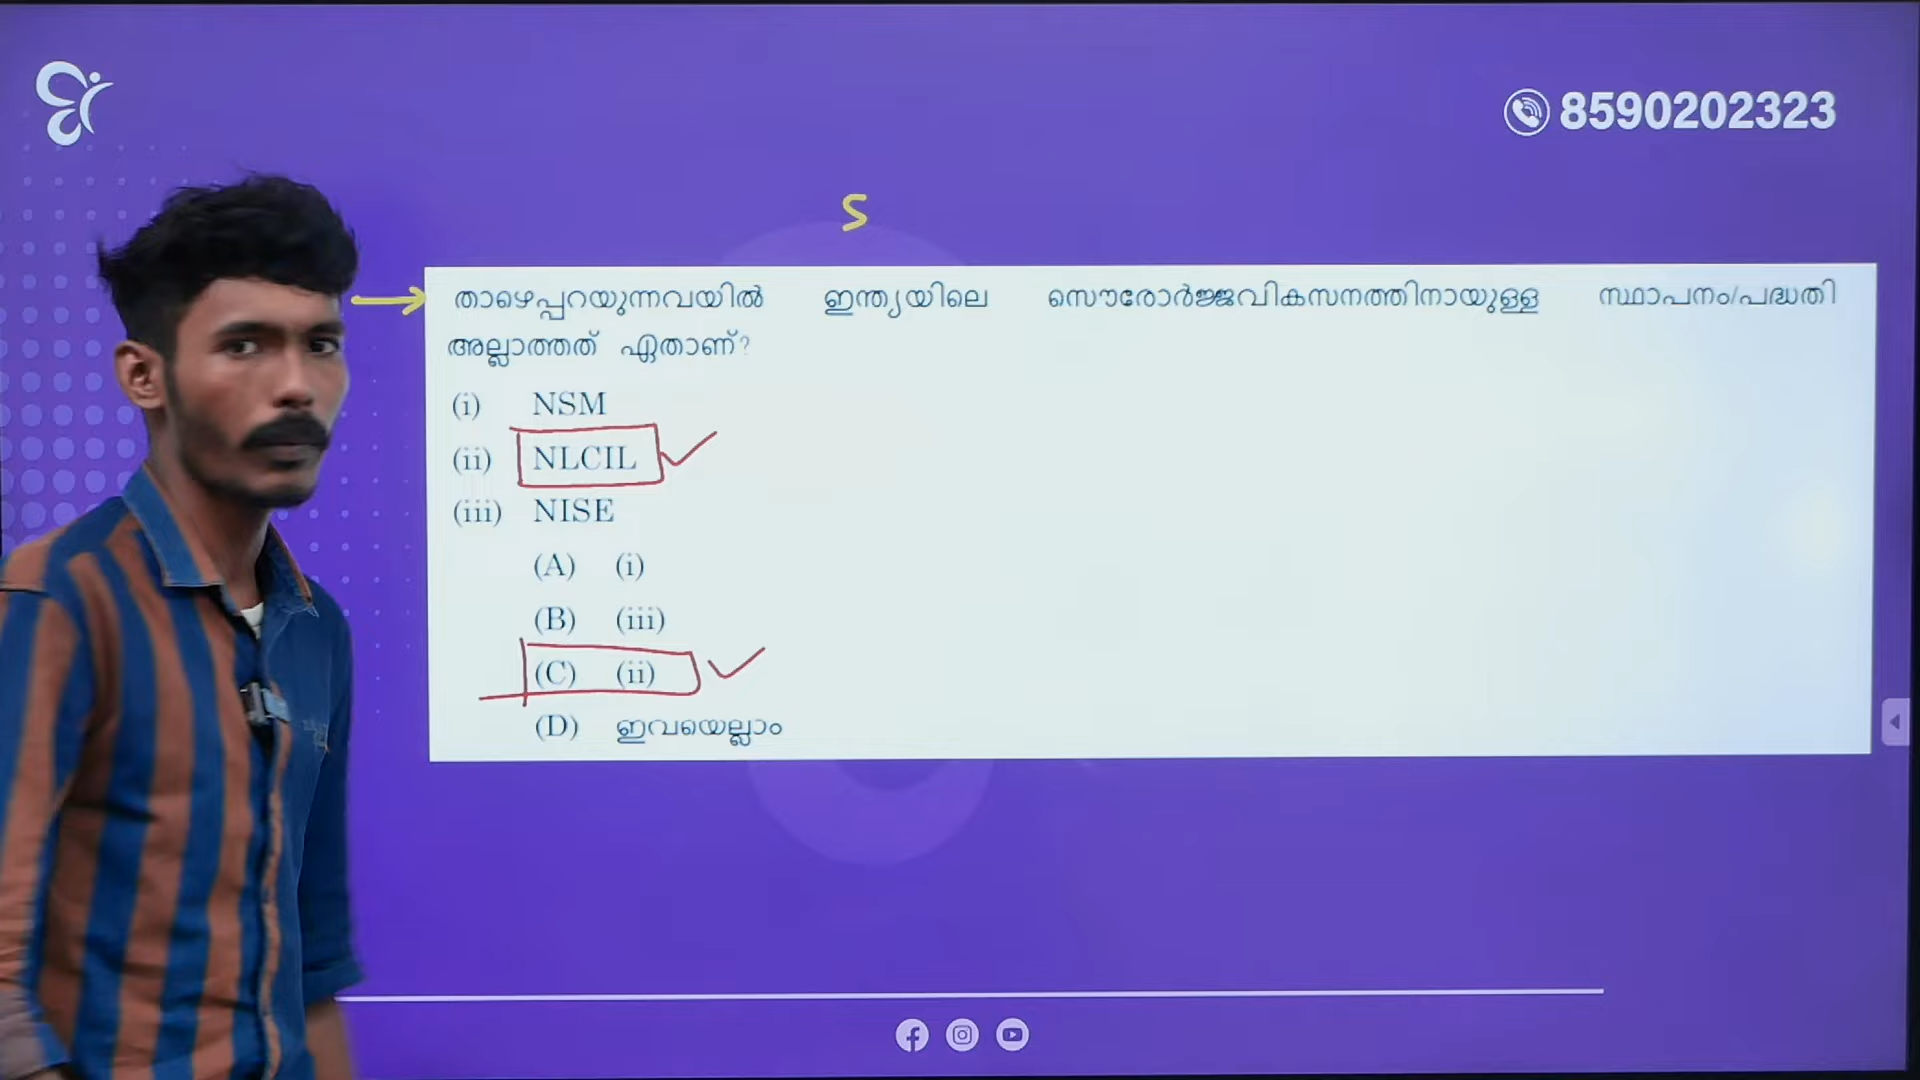 8590202323
S
താഴെപ്പറയുന്നവയിൽ ഇന്ത്യയിലെ സൌരോർജ്ജവികസനത്തിനായുള്ള സ്ഥാപനം/പദ്ധതി
അല്ലാത്തത് ഏതാണ്?
(i) NSM
(ii) NLCIL
(iii) NISE
(A) (i)
(B) (iii)
(C) (ii)
(D) ഇവയെല്ലാം